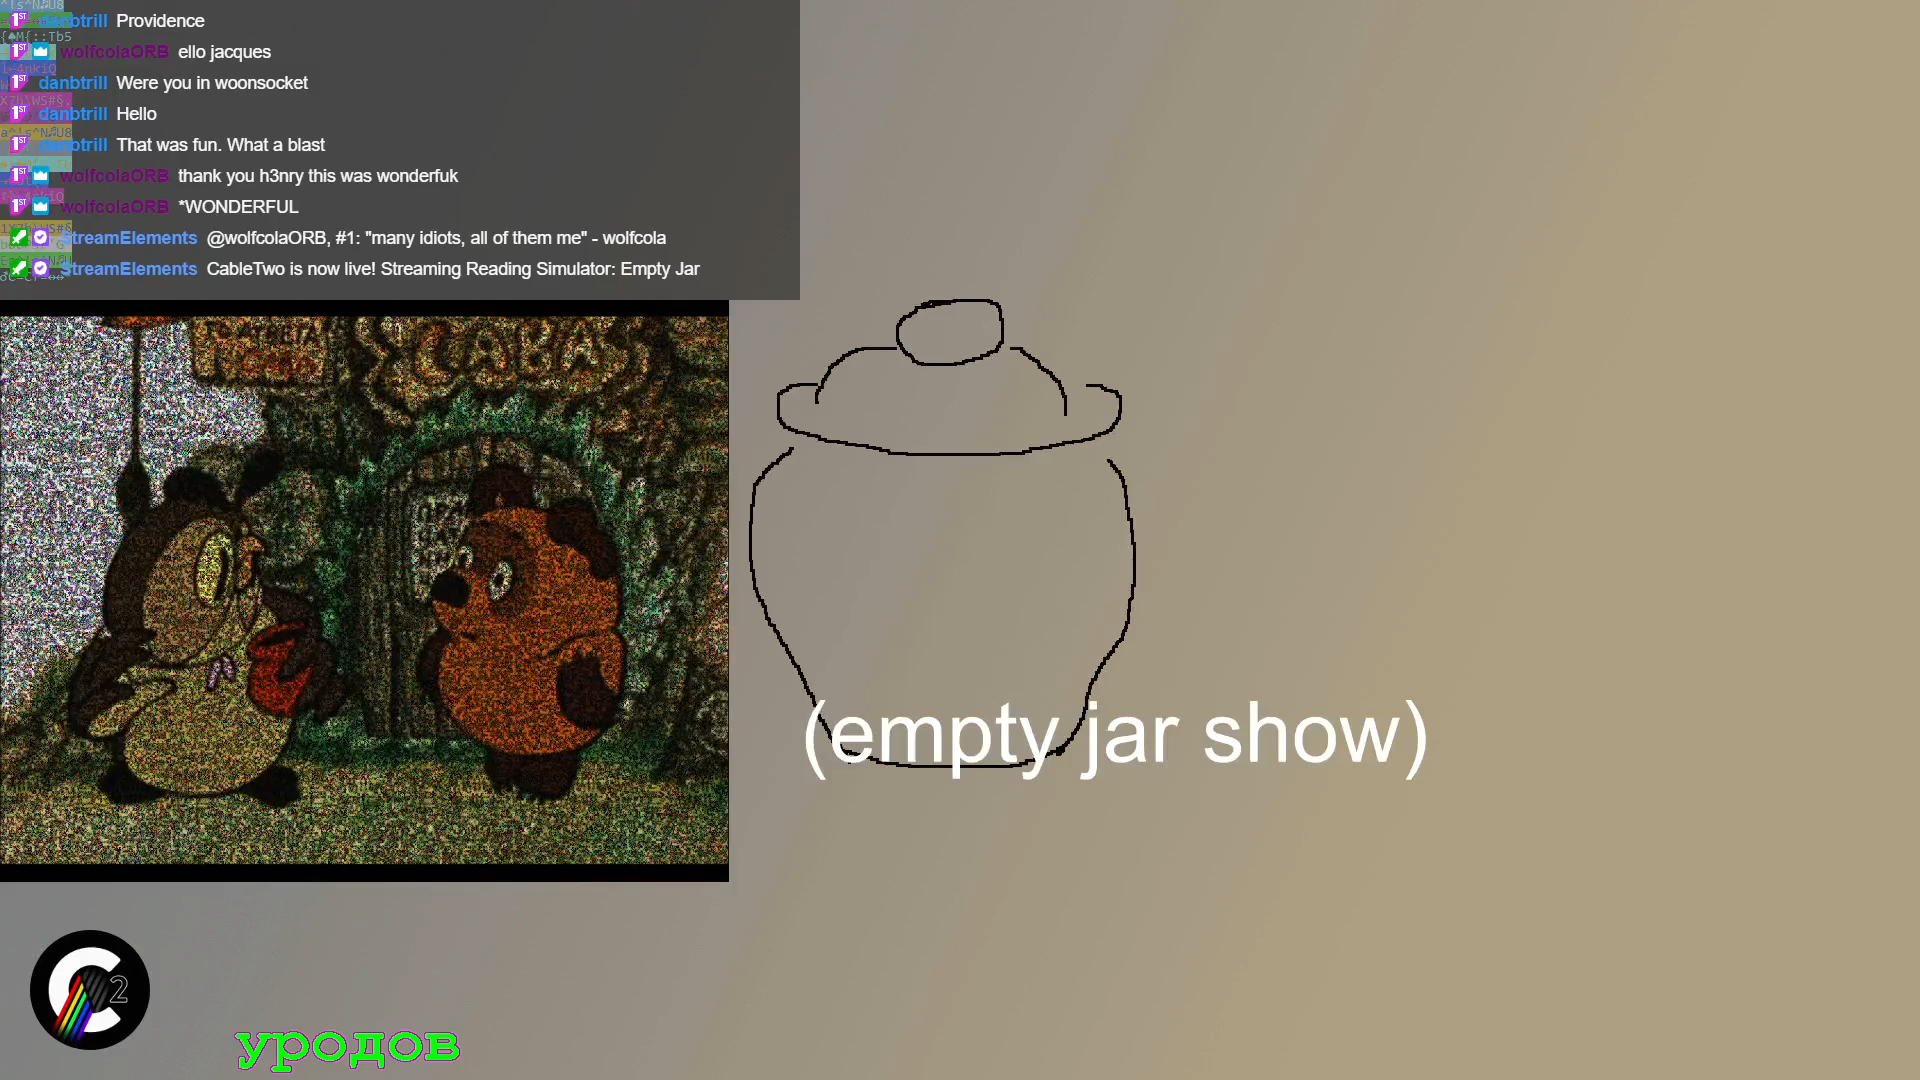 danbtrill Providence
wolfcolaORB ello jacques
danbtrill Were you in woonsocket
danbtrill Hello
danbtrill That was fun. What a blast
wolfcolaORB thank you h3nry this was wonderfuk
wolfcolaORB *WONDERFUL
StreamElements @wolfcolaORB, #1: "many idiots, all of them me" - wolfcola
StreamElements CableTwo is now live! Streaming Reading Simulator: Empty Jar
САВА
(empty jar show)
C 2
уродов